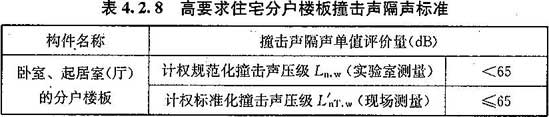 表4.2.8 高要求住宅分户楼板撞击声隔声标准
构件名称 撞击声隔声单值评价量(dB)
卧室、起居室(厅)的分户楼板
计权规范化撞击声压级 Ln,w(实验室测量) <65
计权标准化撞击声压级 L′nT,w(现场测量) ≤65